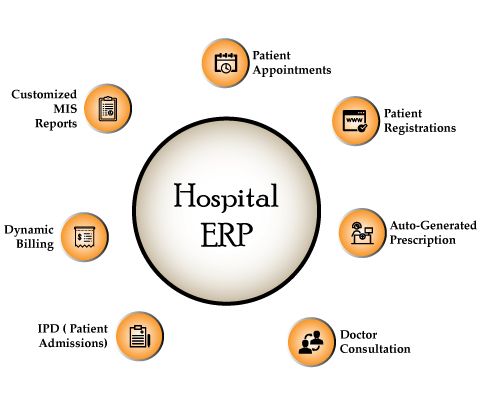 Patient
Appointments
Customized
MIS
Reports
Patient
Registrations
WWW
Hospital
ERP
Dynamic
Billing
Auto-Generated
Prescription
IPD ( Patient
Admissions)
Doctor
Consultation